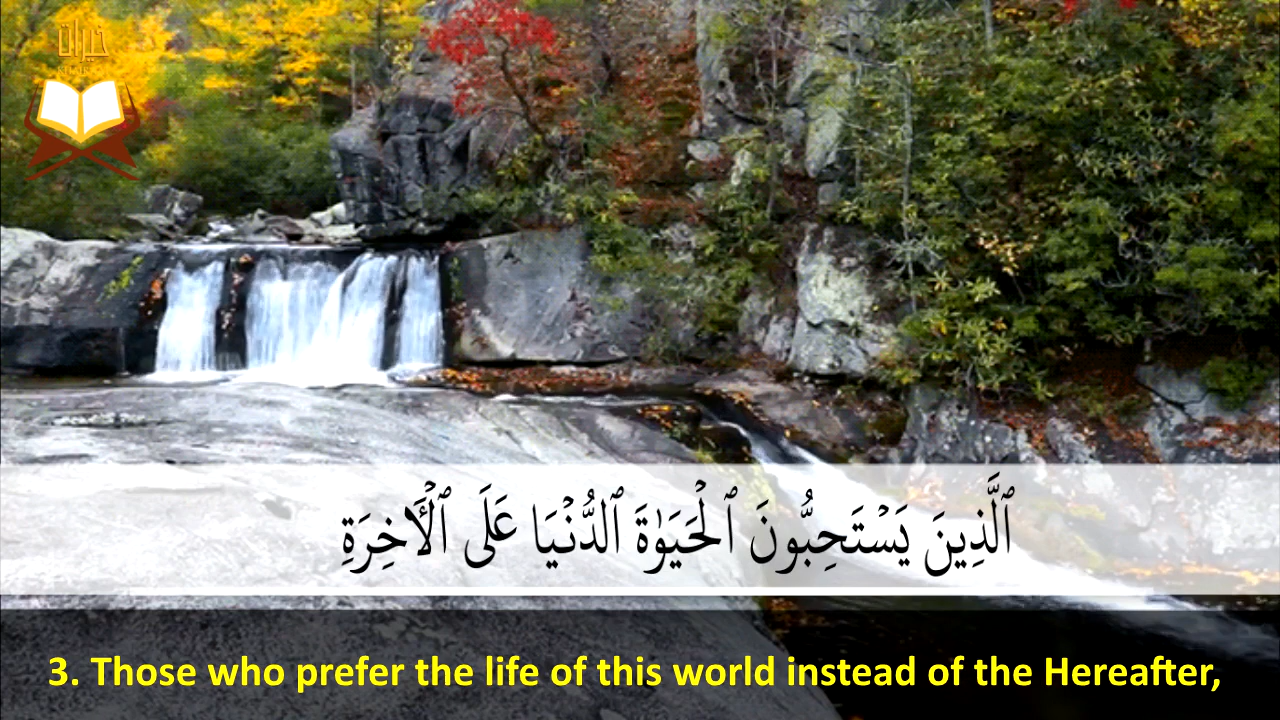 خيرات
ٱلَّذِينَ يَسْتَحِبُّونَ ٱلْحَيَوٰةَ ٱلدُّنْيَا عَلَى ٱلْأَخِرَةِ
3. Those who prefer the life of this world instead of the Hereafter,